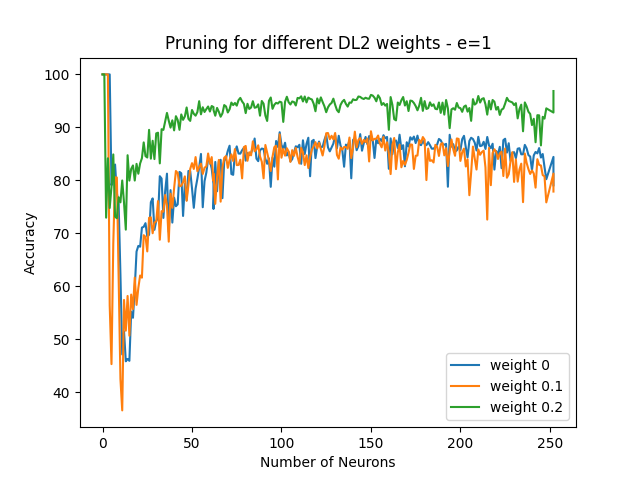 Pruning for different DL2 weights - e=1
100
90
80
70
60
50
40
Accuracy
0
50
100
150
200
250
Number of Neurons
weight 0
weight 0.1
weight 0.2